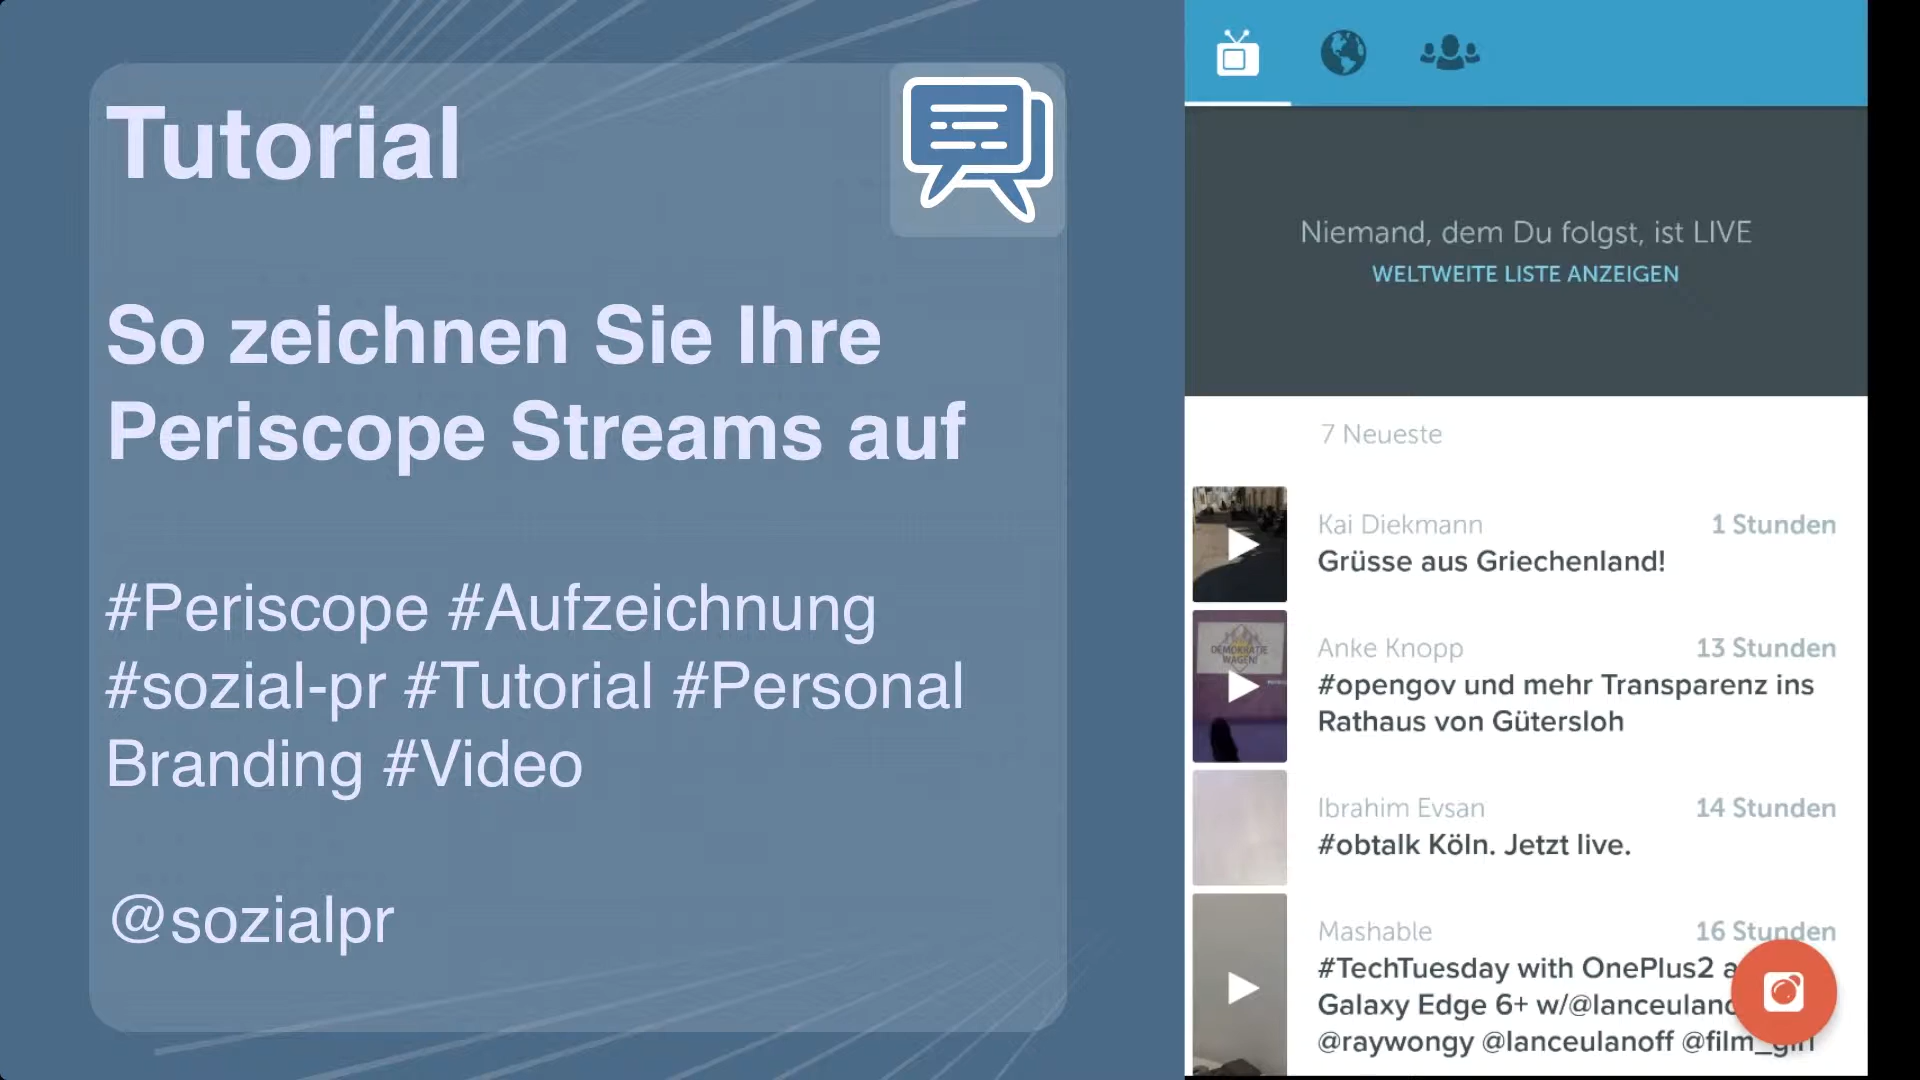 Tutorial
So zeichnen Sie Ihre
Periscope Streams auf
#Periscope #Aufzeichnung
#sozial-pr #Tutorial #Personal
Branding #Video
@sozialpr
Niemand, dem Du folgst, ist LIVE
WELTWEITE LISTE ANZEIGEN
7 Neueste
Kai Diekmann 1 Stunden
Grüsse aus Griechenland!
DEMOKRATIE
WAGEN!
Anke Knopp 13 Stunden
#opengov und mehr Transparenz ins
Rathaus von Gütersloh
Ibrahim Evsan 14 Stunden
#obtalk Köln. Jetzt live.
Mashable 16 Stunden
#TechTuesday with OnePlus2
Galaxy Edge 6+
@raywongy @lanceulanoff @film_girl